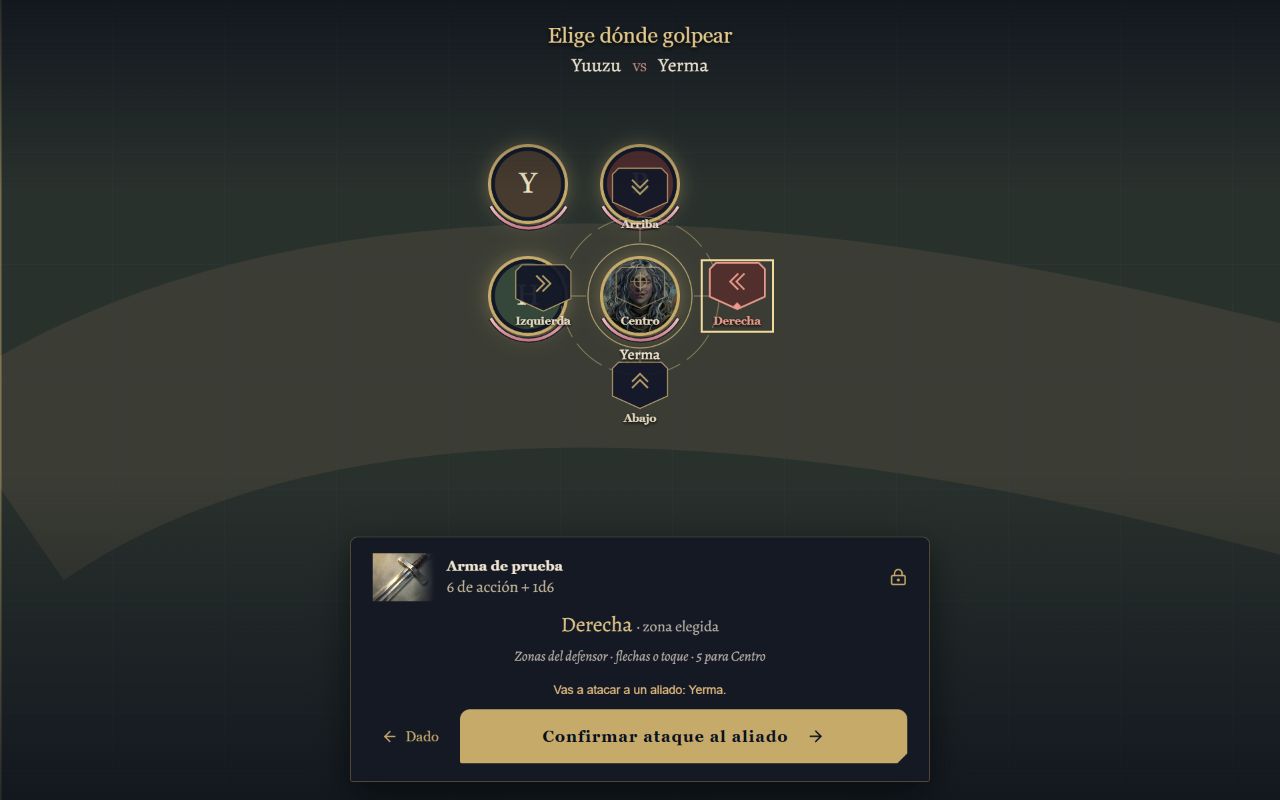 Elige dónde golpear
Yuuzu vs Yerma
Y
Arriba
H
Izquierda
Centro
Derecha
Yerma
Abajo
Arma de prueba
6 de acción + 1d6
Derecha · zona elegida
Zonas del defensor · flechas o toque · 5 para Centro
Vas a atacar a un aliado: Yerma.
Dado
Confirmar ataque al aliado